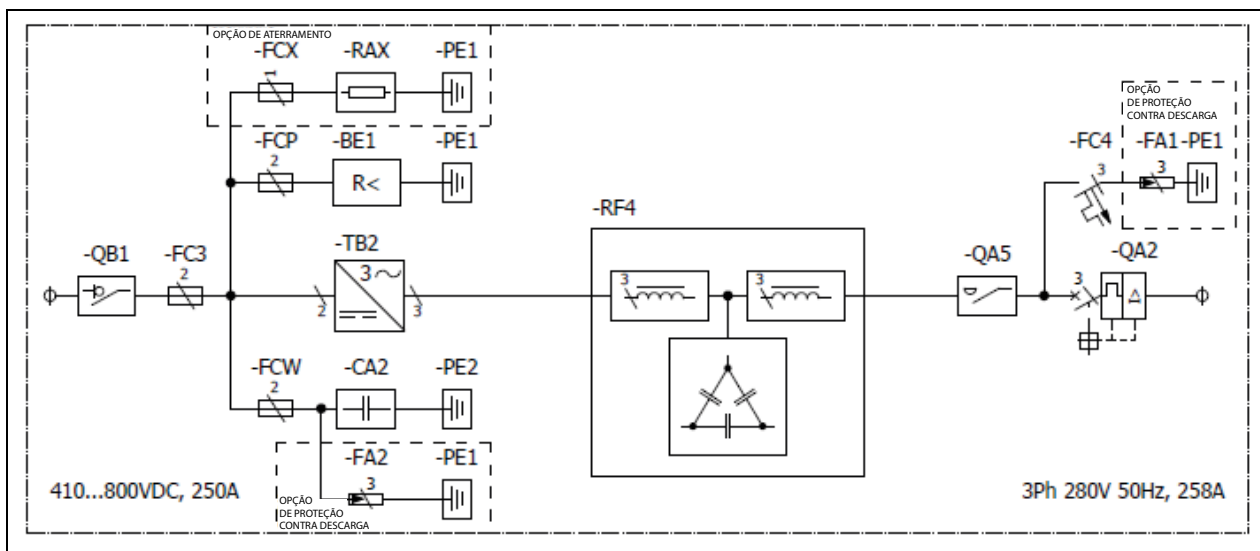 OPÇÃO DE ATERRAMENTO
-FCX -RAX -PE1
1
-FCP -BE1 -PE1
2
R<
OPÇÃO
DE PROTEÇÃO
CONTRA DESCARGA
-FC4 -FA1 -PE1
3 3
-QB1 -FC3 -TB2 -RF4 -QA5 -QA2
2 3 3 3 3
2 3
I>
-FCW -CA2 -PE2
2
-FA2 -PE1
3
410...800VDC, 250A
OPÇÃO
DE PROTEÇÃO
CONTRA DESCARGA
3Ph 280V 50Hz, 258A